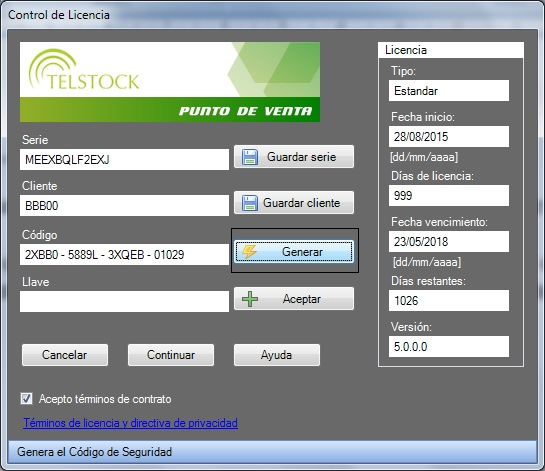 Control de Licencia
TELSTOCK
PUNTO DE VENTA
Serie
MEEXBQLF2EXJ
Guardar serie
Cliente
BBB00
Guardar cliente
Código
2XBB0 - 5889L - 3XQEB - 01029
Generar
Llave
Aceptar
Cancelar
Continuar
Ayuda
Acepto términos de contrato
Términos de licencia y directiva de privacidad
Genera el Código de Seguridad
Licencia
Tipo:
Estandar
Fecha inicio:
28/08/2015
[dd/mm/aaaa]
Días de licencia:
999
Fecha vencimiento:
23/05/2018
[dd/mm/aaaa]
Días restantes:
1026
Versión:
5.0.0.0